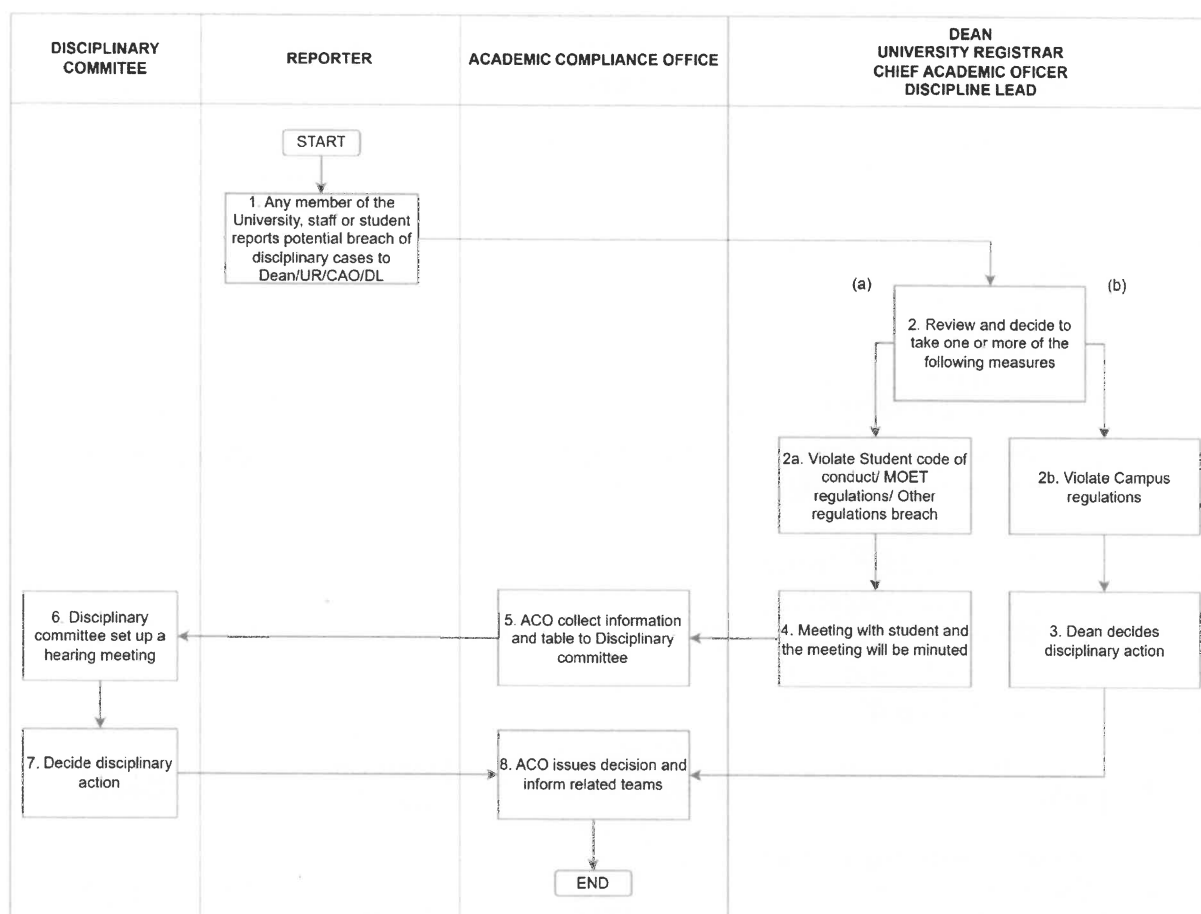 DISCIPLINARY
COMMITEE
REPORTER
ACADEMIC COMPLIANCE OFFICE
DEAN
UNIVERSITY REGISTRAR
CHIEF ACADEMIC OFICER
DISCIPLINE LEAD
START
1. Any member of the
University, staff or student
reports potential breach of
disciplinary cases to
Dean/UR/CAO/DL
(a)
(b)
2. Review and decide to
take one or more of the
following measures
2a. Violate Student code of
conduct/ MOET
regulations/ Other
regulations breach
2b. Violate Campus
regulations
6. Disciplinary
committee set up a
hearing meeting
5. ACO collect information
and table to Disciplinary
committee
4. Meeting with student and
the meeting will be minuted
3. Dean decides
disciplinary action
7. Decide disciplinary
action
8. ACO issues decision and
inform related teams
END